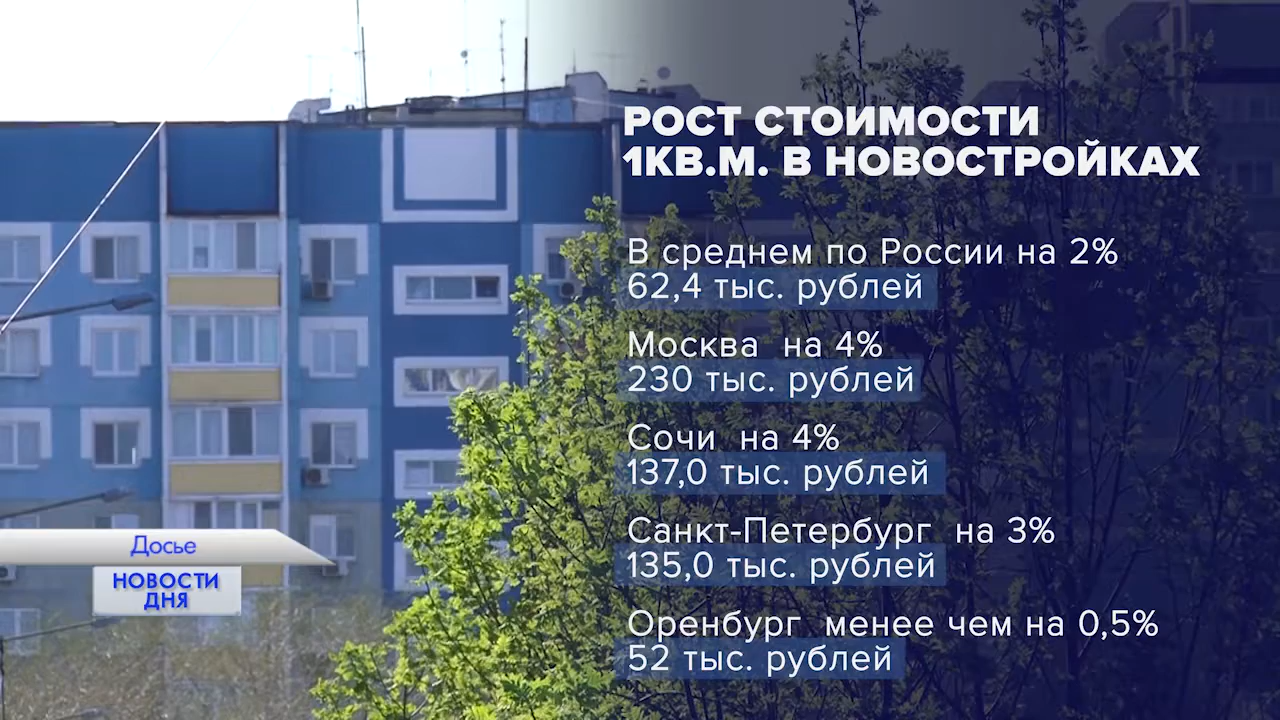 РОСТ СТОИМОСТИ
1КВ.М. В НОВОСТРОЙКАХ
В среднем по России на 2%
62,4 тыс. рублей
Москва на 4%
230 тыс. рублей
Сочи на 4%
137,0 тыс. рублей
Санкт-Петербург на 3%
135,0 тыс. рублей
Оренбург менее чем на 0,5%
52 тыс. рублей
Досье
НОВОСТИ
ДНЯ